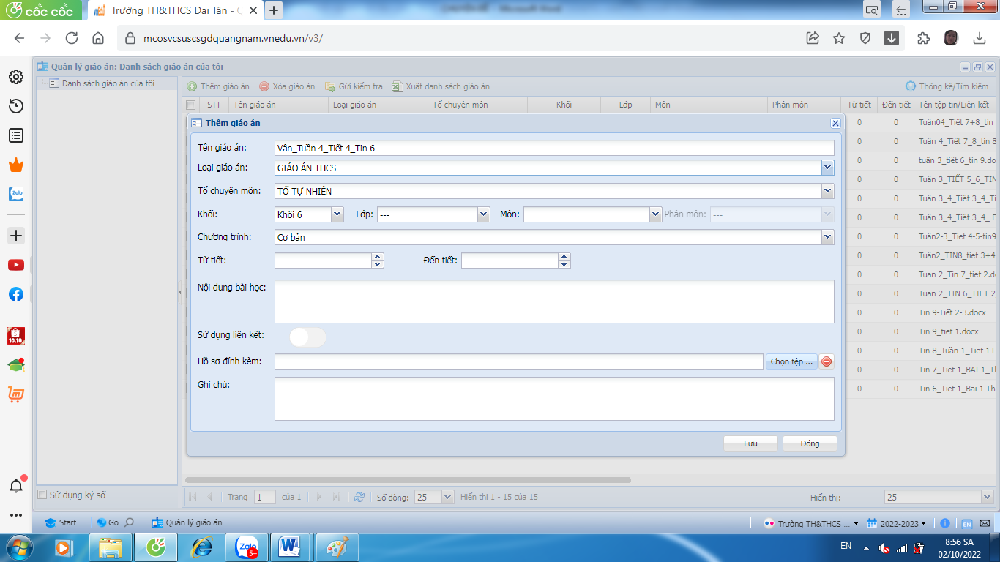 cốc cốc
Trường TH&THCS Đại Tân - C
mcosvcsuscsgdquangnam.vnedu.vn/v3/
Quản lý giáo án: Danh sách giáo án của tôi
Danh sách giáo án của tôi
Thêm giáo án Xóa giáo án Gửi kiểm tra Xuất danh sách giáo án Thống kê/Tìm kiếm
STT Tên giáo án Loại giáo án Tổ chuyên môn Khối Lớp Môn Phân môn Từ tiết Đến tiết Tên tệp tin/Liên kết
Thêm giáo án
0 0 Tuần04_Tiết 7+8_tin
Tên giáo án: Vân_Tuần 4_Tiết 4_Tin 6
0 0 Tuần 4_Tiết 7_8_tin 8
Loại giáo án: GIÁO ÁN THCS
0 0 tuần 3_tiết 6_tin 9.do
0 0 Tuần 3_TIẾT 5_6_TIN
Tổ chuyên môn: TỔ TỰ NHIÊN
0 0 Tuần 3_4_Tiết 3_4_Ti
Khối: Khối 6 Lớp: --- Môn: Phân môn: ---
0 0 Tuần 3_4_Tiết 3_4_ B
Chương trình: Cơ bản
0 0 Tuần2-3_Tiet 4-5-tin9
0 0 Tuần2_TIN8_tiet 3+4
Từ tiết: Đến tiết:
0 0 Tuan 2_Tin 7_tiet 2.do
Nội dung bài học:
0 0 Tuan 2_TIN 6_TIET 2
0 0 Tin 9-Tiết 2-3.docx
0 0 Tin 9_tiet 1.docx
Sử dụng liên kết:
0 0 Tin 8_Tuần 1_Tiet 1+
Hồ sơ đính kèm: Chọn tệp ...
0 0 Tin 7_Tiet 1_BAI 1_Th
Ghi chú:
0 0 Tin 6_Tiet 1_Bai 1 Th
Lưu Đóng
Sử dụng ký số
Trang 1 của 1 Số dòng: 25 Hiển thị 1 - 15 của 15 Hiển thị: 25
Start Go Quản lý giáo án Trường TH&THCS ... 2022-2023 EN
Zalo
10.10
Zalo
5+
EN
8:56 SA
02/10/2022